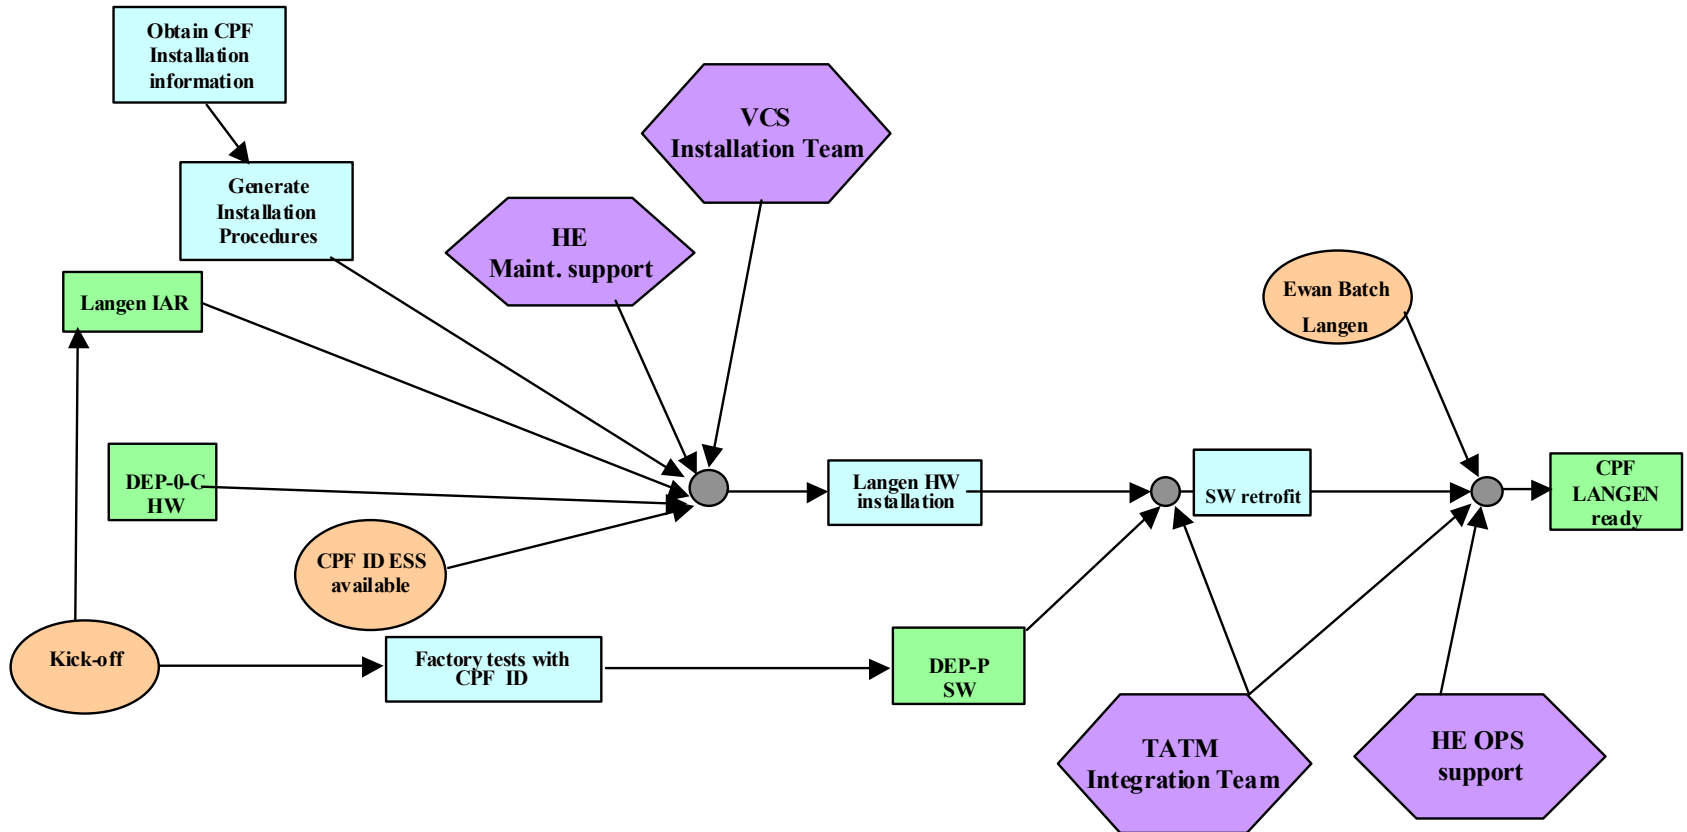 Obtain CPF
Installation
information
Generate
Installation
Procedures
VCS
Installation Team
HE
Maint. support
Langen IAR
Ewan Batch
Langen
DEP-0-C
HW
Langen HW
installation
SW retrofit
CPF
LANGEN
ready
CPF ID ESS
available
Kick-off
Factory tests with
CPF ID
DEP-P
SW
TATM
Integration Team
HE OPS
support